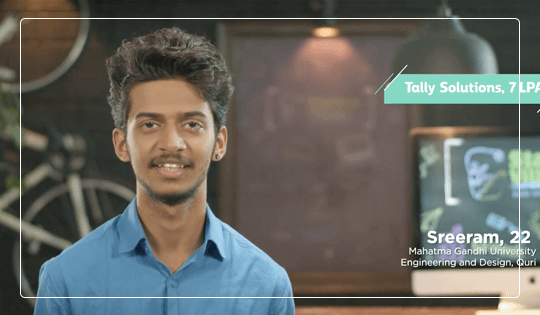 Tally Solutions, 7 LPA
Sreeram, 22
Mahatma Gandhi University
Engineering and Design, Quri